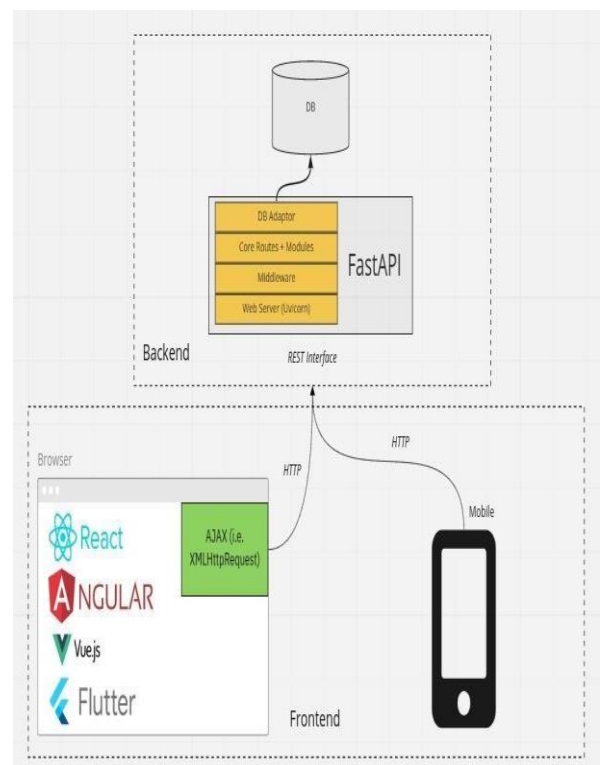 DB
DB Adaptor
Core Routes + Modules
Middleware
Web Server (Uvicorn)
FastAPI
Backend
REST Interface
HTTP
HTTP
Browser
Mobile
React
AJAX (i.e.
XMLHttpRequest)
ANGULAR
Vue.js
Flutter
Frontend